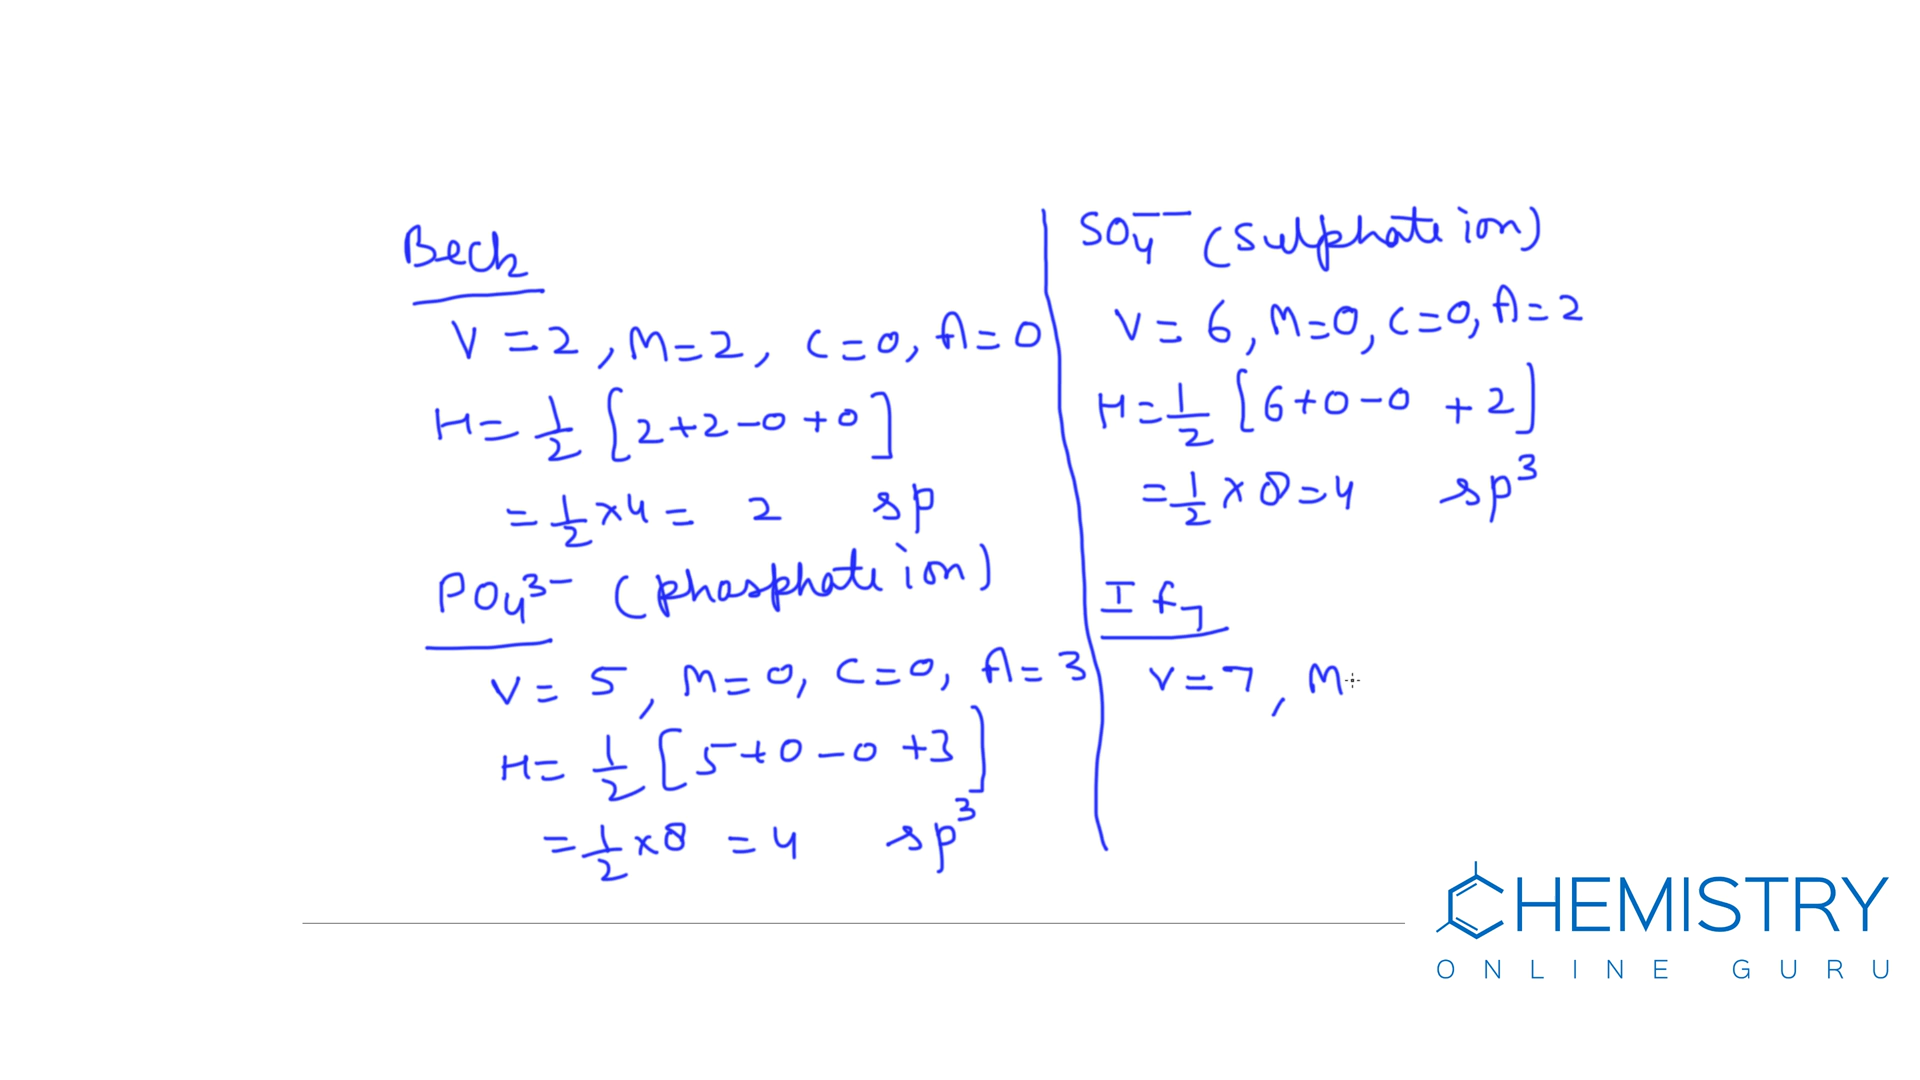 Becl2
V = 2 , M = 2 , C = 0 , A = 0
H = 1/2 [2+2-0+0]
= 1/2 × 4 = 2 sp
PO4 3- (phasphate ion)
V = 5 , M = 0, C = 0, A = 3
H = 1/2 [5+0-0+3]
= 1/2 × 8 = 4 sp3
SO4 -- (sulphate ion)
V = 6 , M = 0, C = 0, A = 2
H = 1/2 [6+0-0 +2]
= 1/2 × 8 = 4 sp3
If7
V = 7 , M
CHEMISTRY
ONLINE GURU